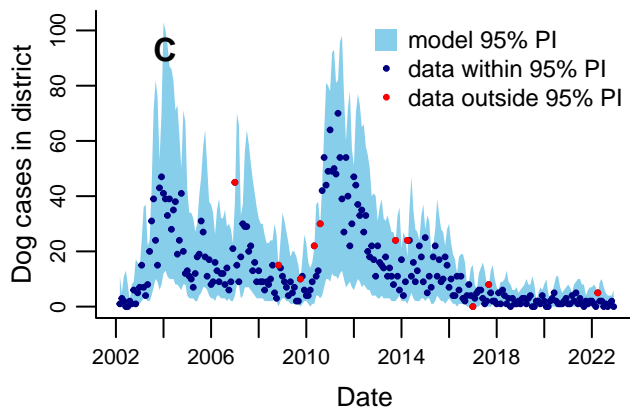 C
model 95% PI
data within 95% PI
data outside 95% PI
Dog cases in district
100
80
60
40
20
0
2002 2006 2010 2014 2018 2022
Date